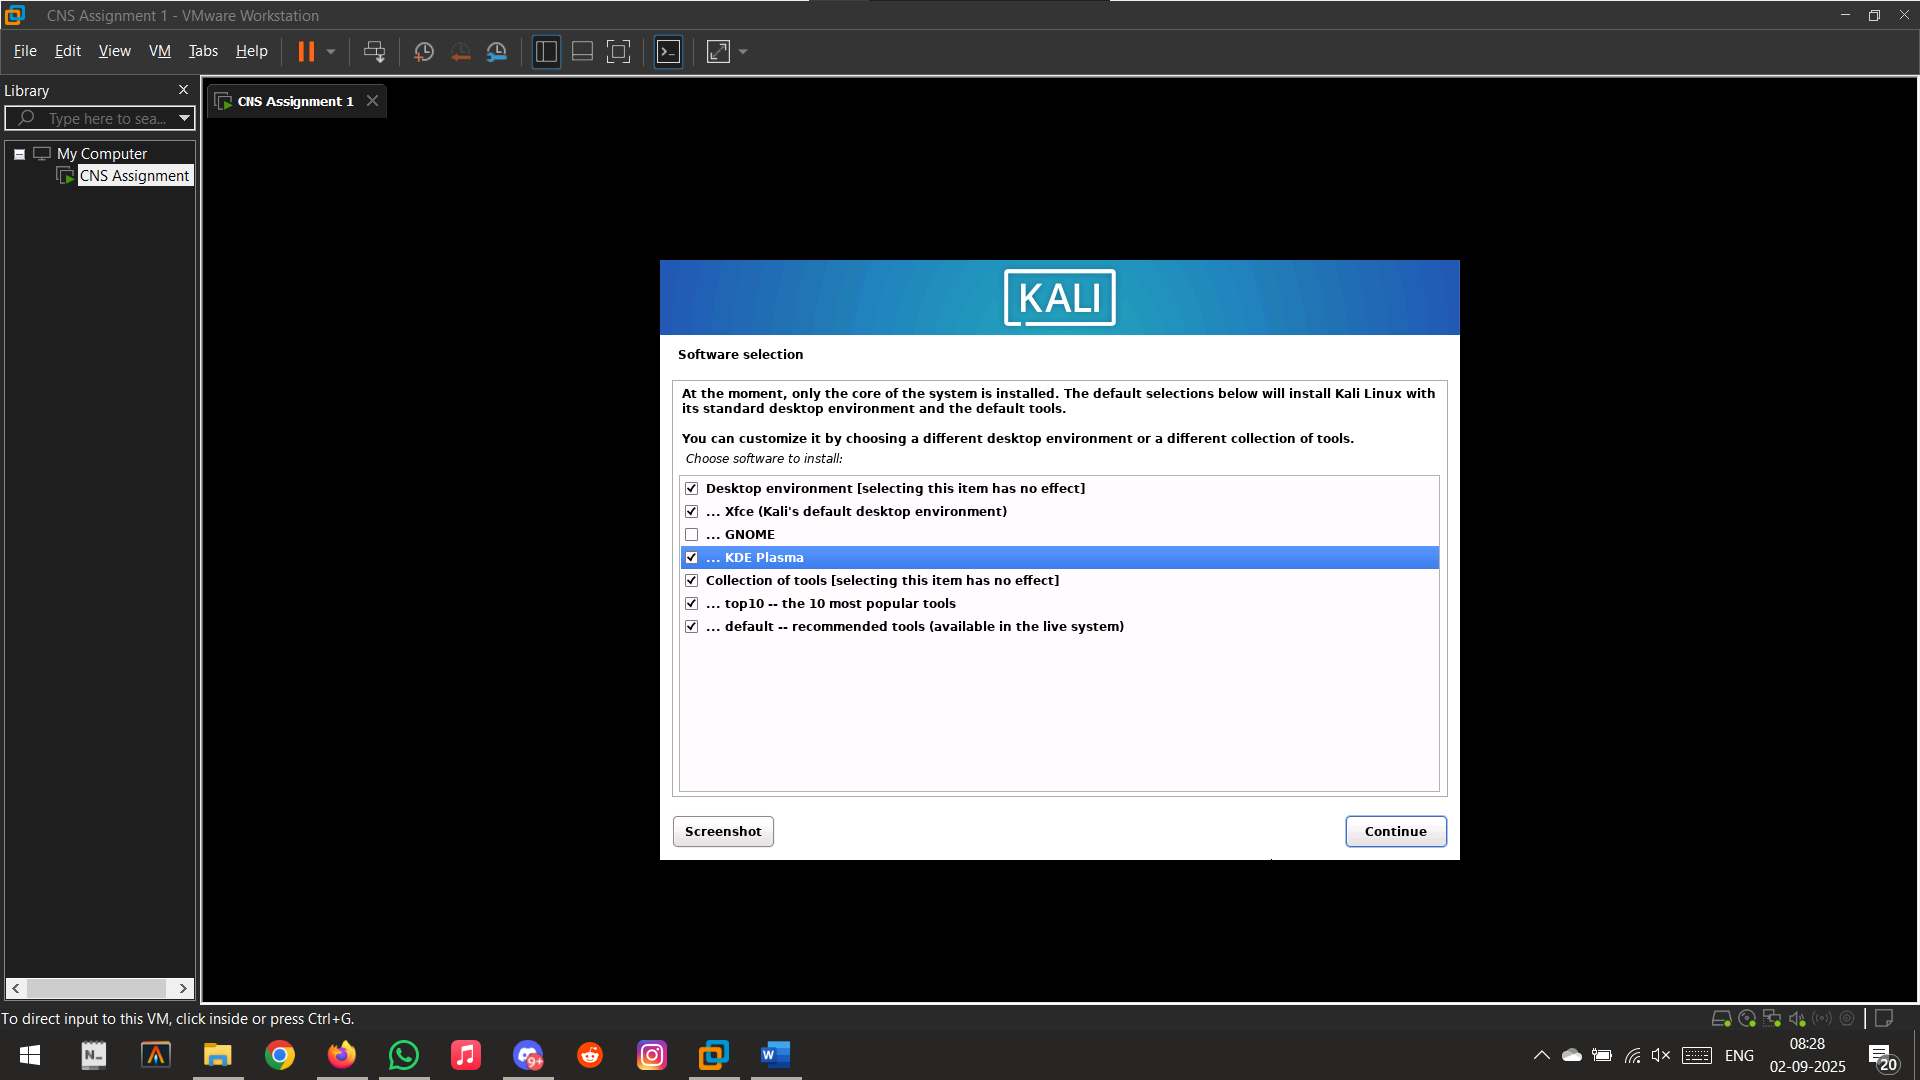 CNS Assignment 1 - VMware Workstation
File Edit View VM Tabs Help
Library
Type here to sea...
CNS Assignment 1
My Computer
CNS Assignment
KALI
Software selection
At the moment, only the core of the system is installed. The default selections below will install Kali Linux with
its standard desktop environment and the default tools.
You can customize it by choosing a different desktop environment or a different collection of tools.
Choose software to install:
Desktop environment [selecting this item has no effect]
... Xfce (Kali's default desktop environment)
... GNOME
... KDE Plasma
Collection of tools [selecting this item has no effect]
... top10 -- the 10 most popular tools
... default -- recommended tools (available in the live system)
Screenshot
Continue
To direct input to this VM, click inside or press Ctrl+G.
N
9+
W
ENG
08:28
02-09-2025
20